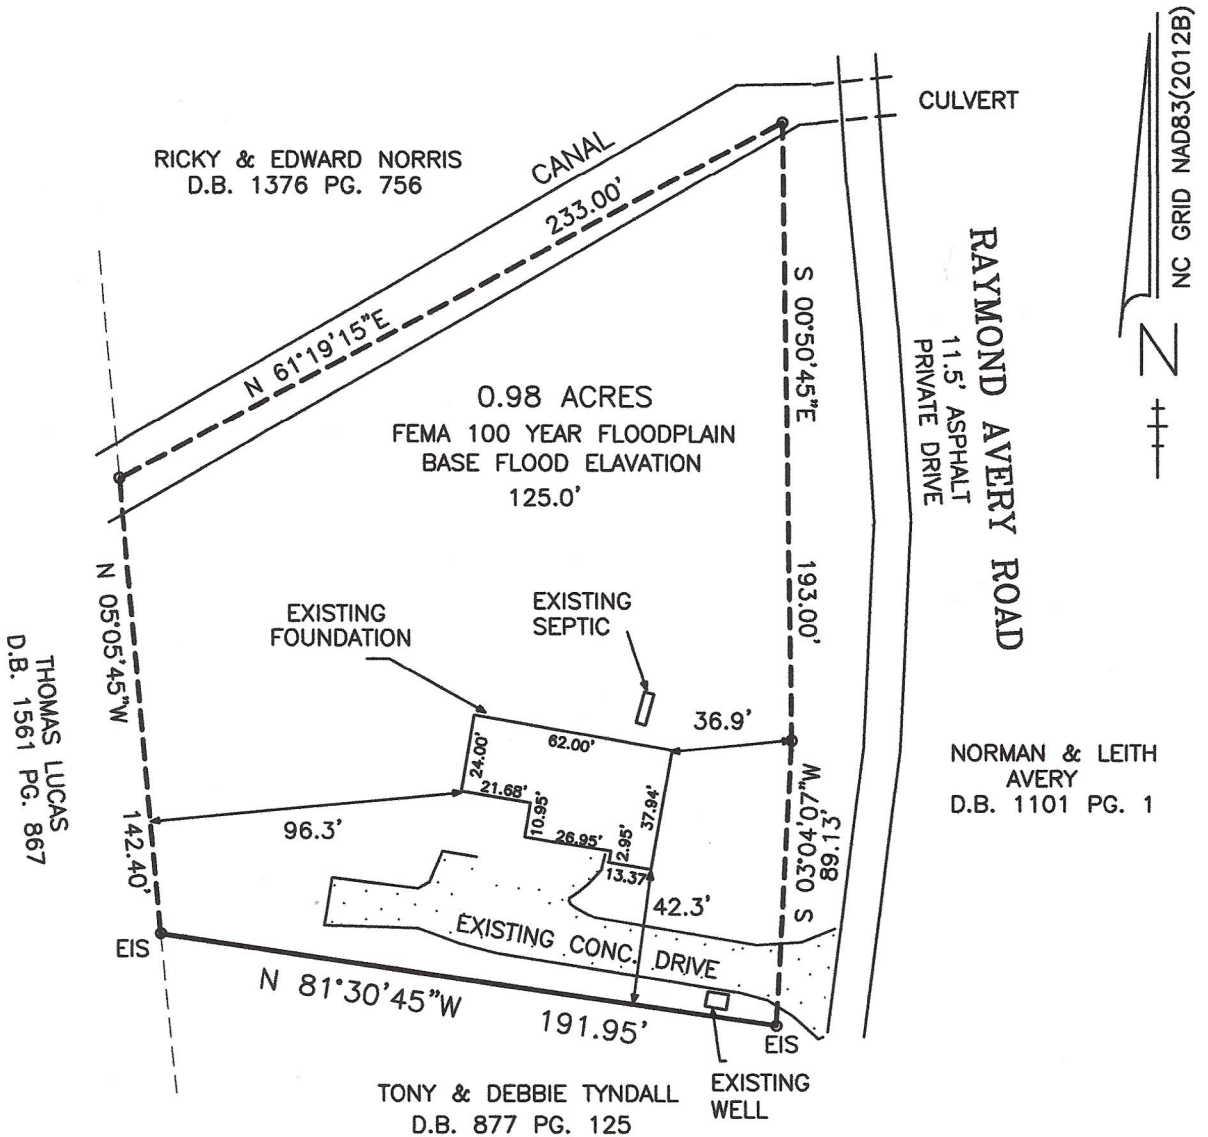 NC GRID NAD83(2012B)
N
CULVERT
RICKY & EDWARD NORRIS
D.B. 1376 PG. 756
CANAL
233.00'
N 61°19'15"E
S 00°50'45"E
193.00'
RAYMOND AVERY ROAD
11.5' ASPHALT
PRIVATE DRIVE
0.98 ACRES
FEMA 100 YEAR FLOODPLAIN
BASE FLOOD ELAVATION
125.0'
N 05°05'45"W
142.40'
THOMAS LUCAS
D.B. 1561 PG. 867
EXISTING
FOUNDATION
EXISTING
SEPTIC
36.9'
62.00'
24.00'
21.68'
10.95'
26.95'
2.95'
13.37'
37.94'
96.3'
42.3'
S 03°04'07"W
89.13'
NORMAN & LEITH
AVERY
D.B. 1101 PG. 1
EXISTING CONC. DRIVE
EIS
N 81°30'45"W
191.95'
EIS
EXISTING
WELL
TONY & DEBBIE TYNDALL
D.B. 877 PG. 125